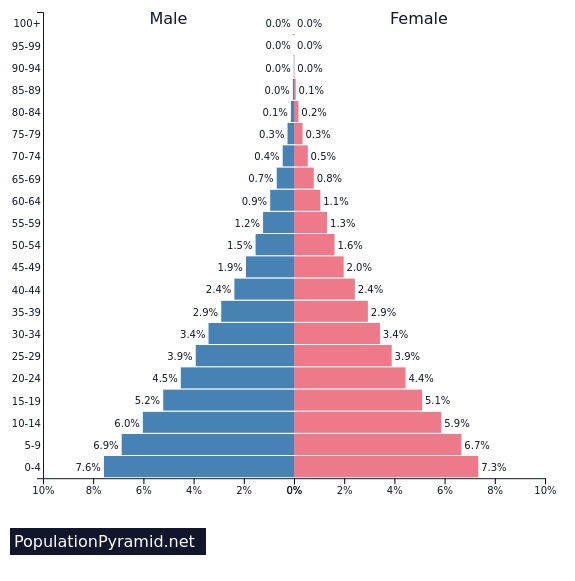 Male Female
100+ 0.0% 0.0%
95-99 0.0% 0.0%
90-94 0.0% 0.0%
85-89 0.0% 0.1%
80-84 0.1% 0.2%
75-79 0.3% 0.3%
70-74 0.4% 0.5%
65-69 0.7% 0.8%
60-64 0.9% 1.1%
55-59 1.2% 1.3%
50-54 1.5% 1.6%
45-49 1.9% 2.0%
40-44 2.4% 2.4%
35-39 2.9% 2.9%
30-34 3.4% 3.4%
25-29 3.9% 3.9%
20-24 4.5% 4.4%
15-19 5.2% 5.1%
10-14 6.0% 5.9%
5-9 6.9% 6.7%
0-4 7.6% 7.3%
10% 8% 6% 4% 2% 0% 2% 4% 6% 8% 10%
PopulationPyramid.net